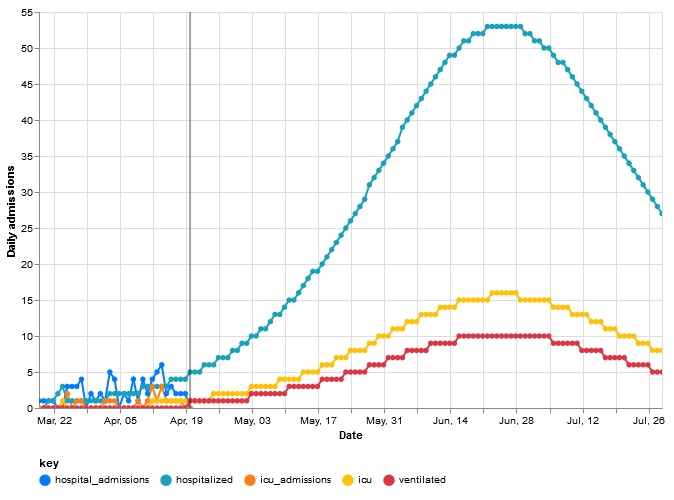 55
50
45
40
35
30
25
20
15
10
5
0
Daily admissions
Mar, 22 Apr, 05 Apr, 19 May, 03 May, 17 May, 31 Jun, 14 Jun, 28 Jul, 12 Jul, 26
Date
key
hospital_admissions hospitalized icu_admissions icu ventilated